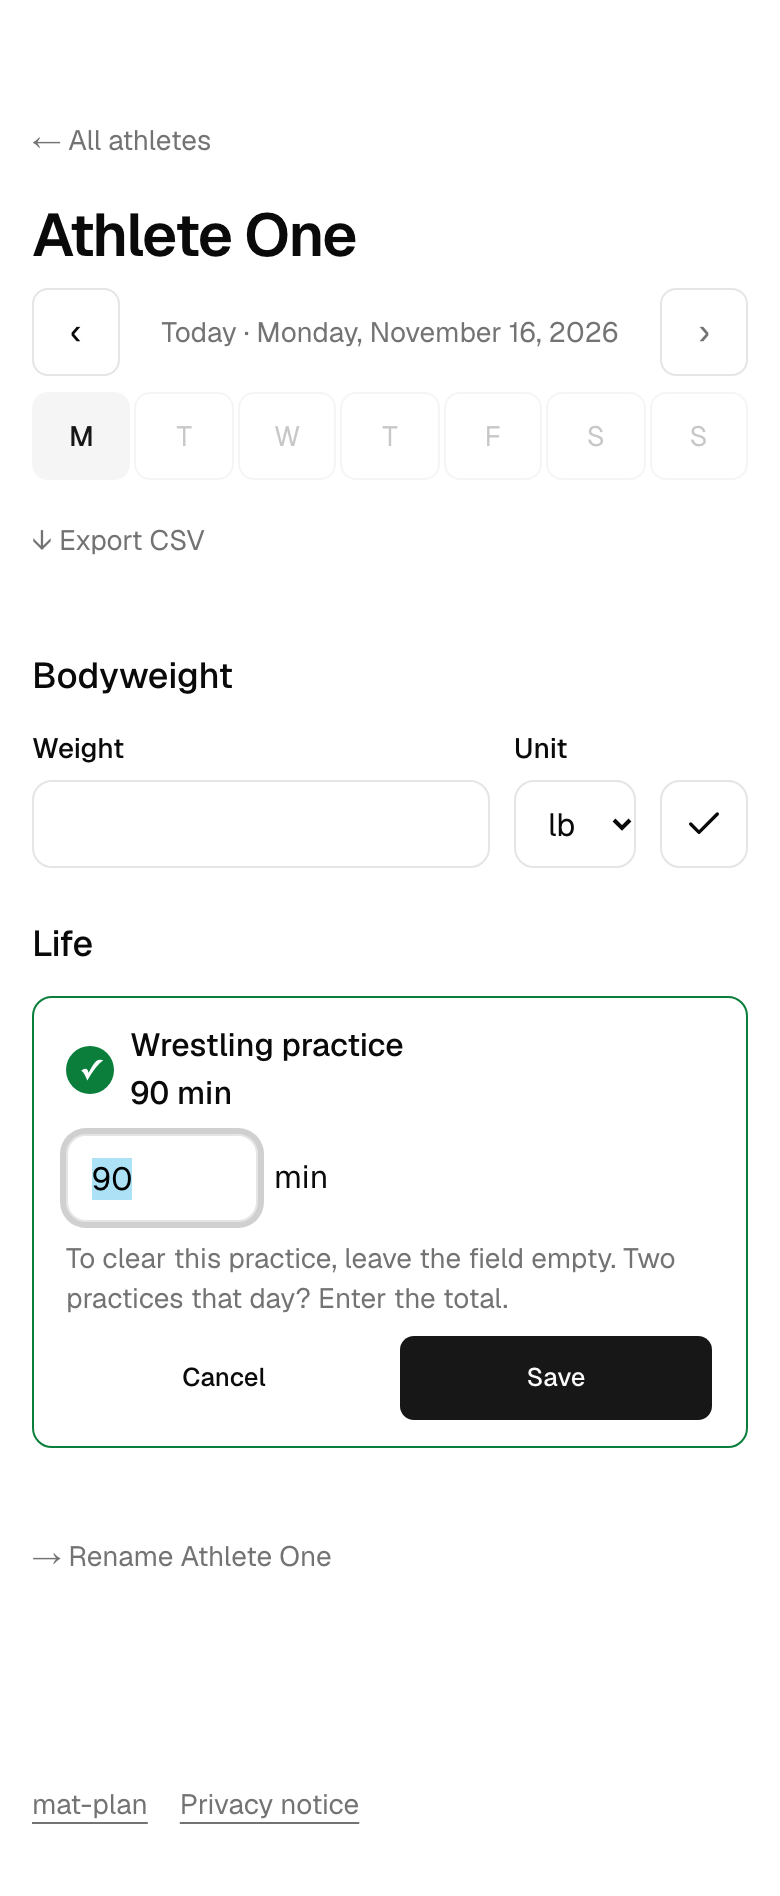 ← All athletes
Athlete One
‹ Today · Monday, November 16, 2026 ›
M T W T F S S
↓ Export CSV
Bodyweight
Weight Unit
lb
Life
Wrestling practice
90 min
90 min
To clear this practice, leave the field empty. Two
practices that day? Enter the total.
Cancel Save
→ Rename Athlete One
mat-plan Privacy notice